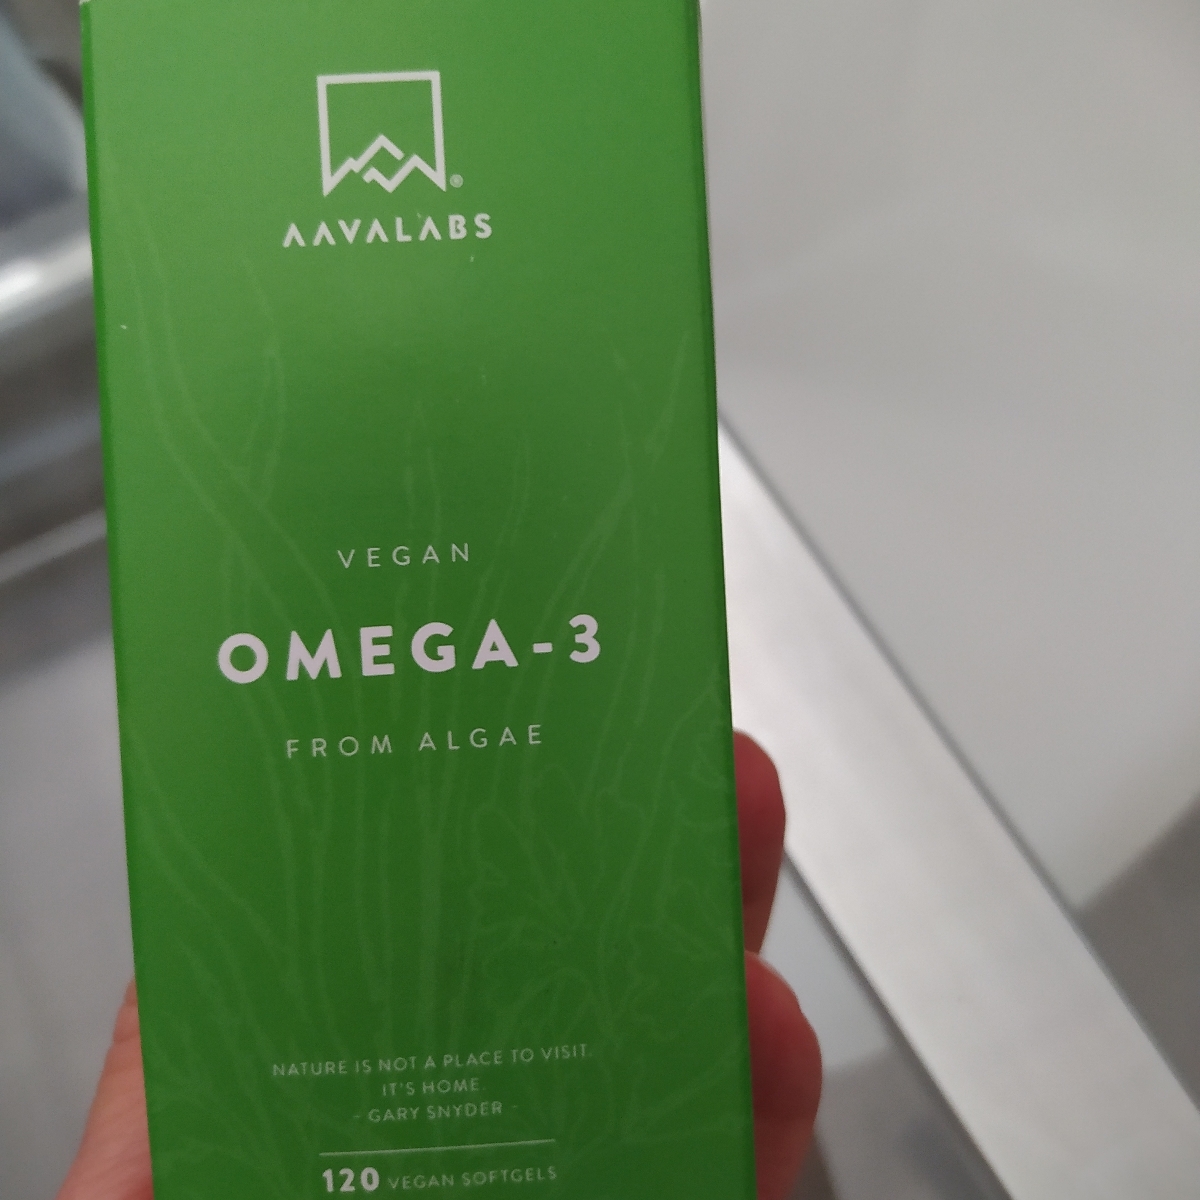 AAVALABS
VEGAN
OMEGA-3
FROM ALGAE
NATURE IS NOT A PLACE TO VISIT.
IT'S HOME.
- GARY SNYDER -
120 VEGAN SOFTGELS